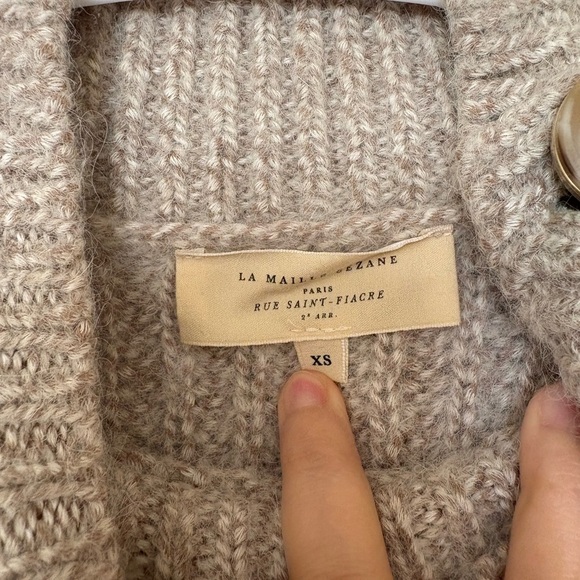 LA MAILLE SEZANE
PARIS
RUE SAINT-FIACRE
2e ARR.
XS